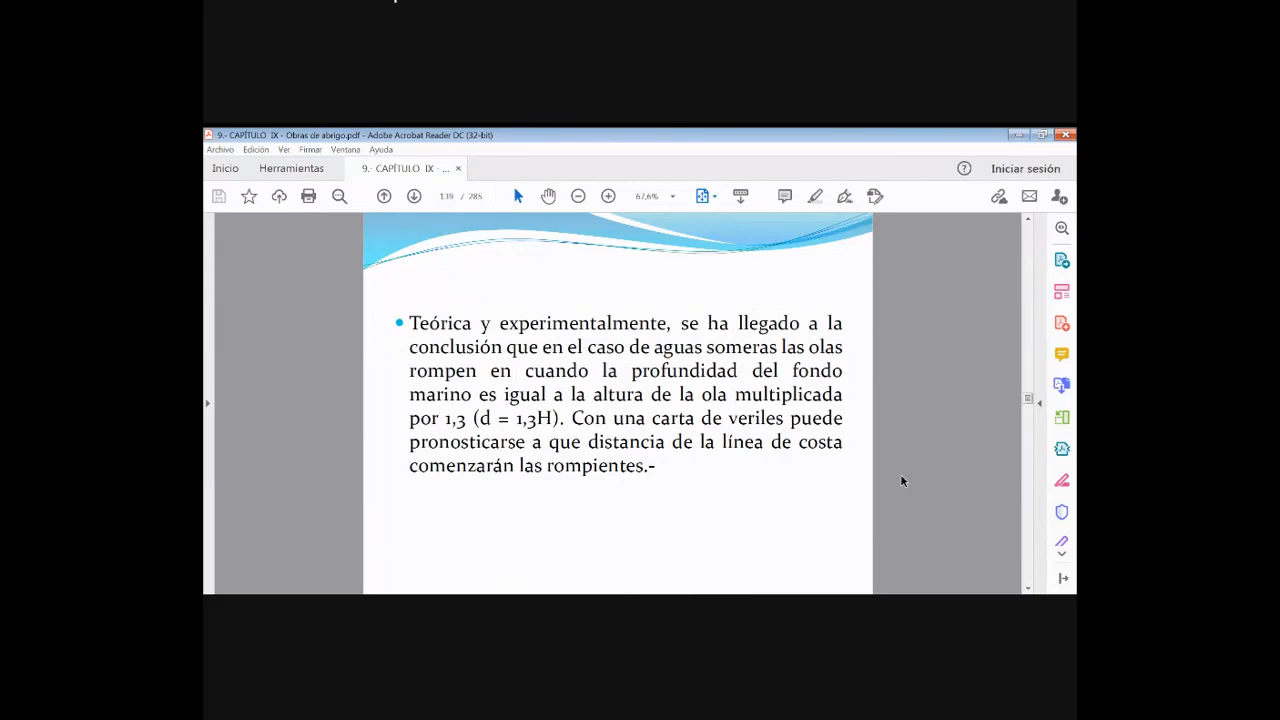 9.- CAPÍTULO IX - Obras de abrigo.pdf - Adobe Acrobat Reader DC (32-bit)
Archivo Edición Ver Firmar Ventana Ayuda
Inicio Herramientas 9.- CAPÍTULO IX - ... × Iniciar sesión
139 / 285 67,6%
• Teórica y experimentalmente, se ha llegado a la
conclusión que en el caso de aguas someras las olas
rompen en cuando la profundidad del fondo
marino es igual a la altura de la ola multiplicada
por 1,3 (d = 1,3H). Con una carta de veriles puede
pronosticarse a que distancia de la línea de costa
comenzarán las rompientes.-